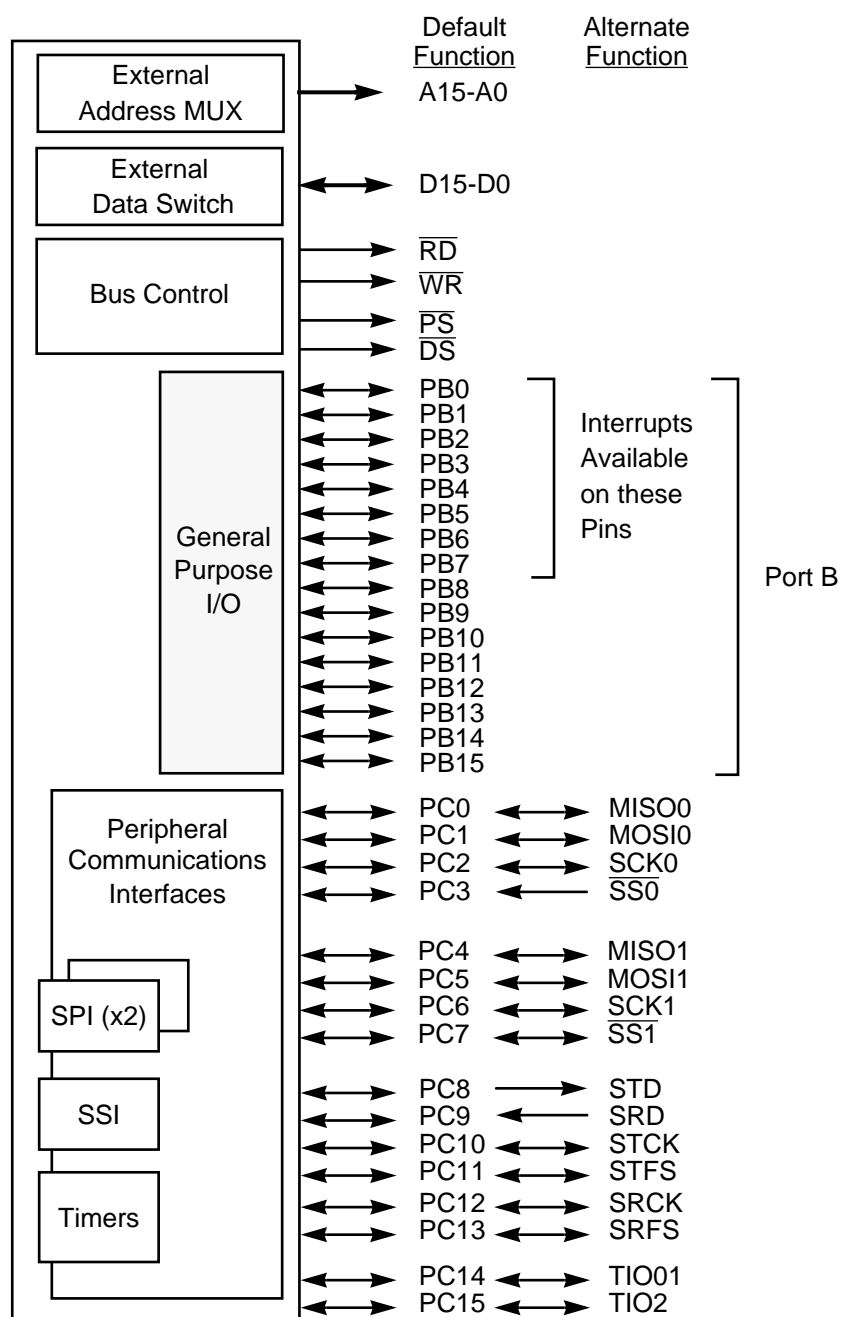 Default Function
Alternate Function
External Address MUX
A15-A0
External Data Switch
D15-D0
Bus Control
RD
WR
PS
DS
General Purpose I/O
PB0
PB1
PB2
PB3
PB4
PB5
PB6
PB7
PB8
PB9
PB10
PB11
PB12
PB13
PB14
PB15
Interrupts
Available
on these
Pins
Port B
Peripheral
Communications
Interfaces
SPI (x2)
SSI
Timers
PC0 MISO0
PC1 MOSI0
PC2 SCK0
PC3 SS0
PC4 MISO1
PC5 MOSI1
PC6 SCK1
PC7 SS1
PC8 STD
PC9 SRD
PC10 STCK
PC11 STFS
PC12 SRCK
PC13 SRFS
PC14 TIO01
PC15 TIO2